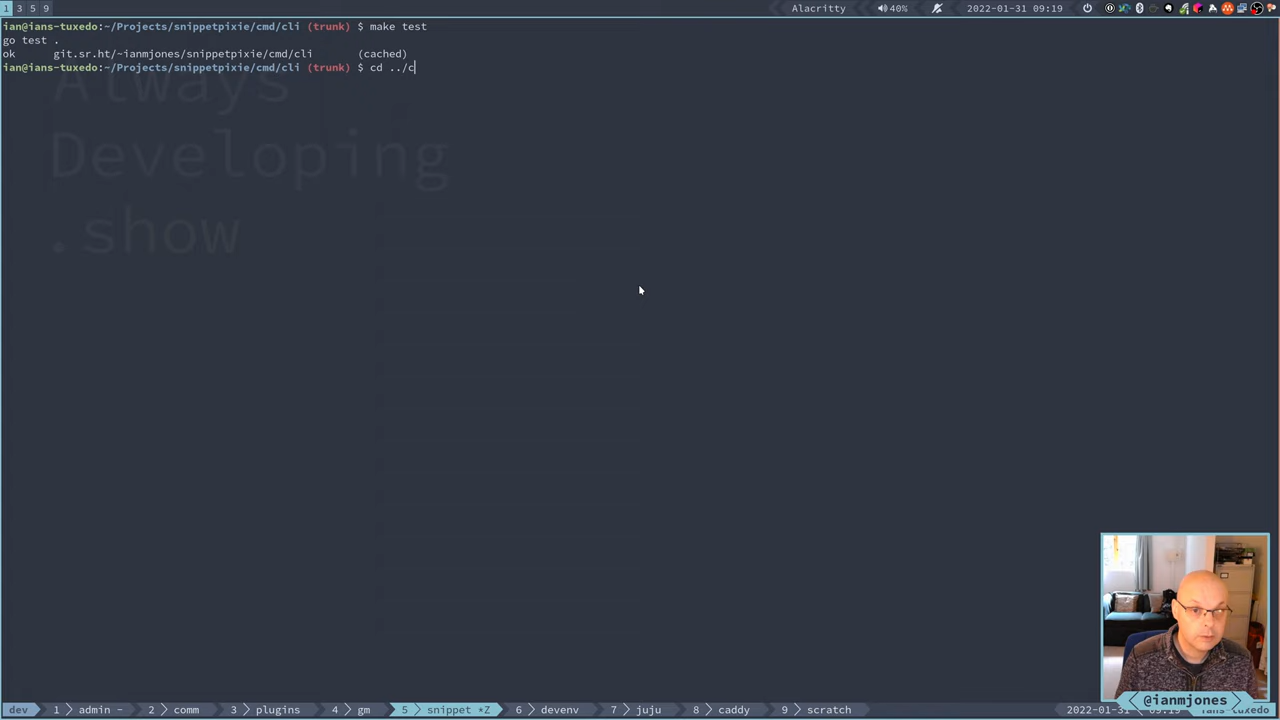 1 3 5 9 Alacritty 40% 2022-01-31 09:19
ian@ians-tuxedo:~/Projects/snippetpixie/cmd/cli (trunk) $ make test
go test .
ok git.sr.ht/~ianmjones/snippetpixie/cmd/cli (cached)
ian@ians-tuxedo:~/Projects/snippetpixie/cmd/cli (trunk) $ cd ../c
Always
Developing
.show
@ianmjones
dev 1 admin - 2 comm 3 plugins 4 gm 5 snippet *Z 6 devenv 7 juju 8 caddy 9 scratch 2022-01-31 tuxedo